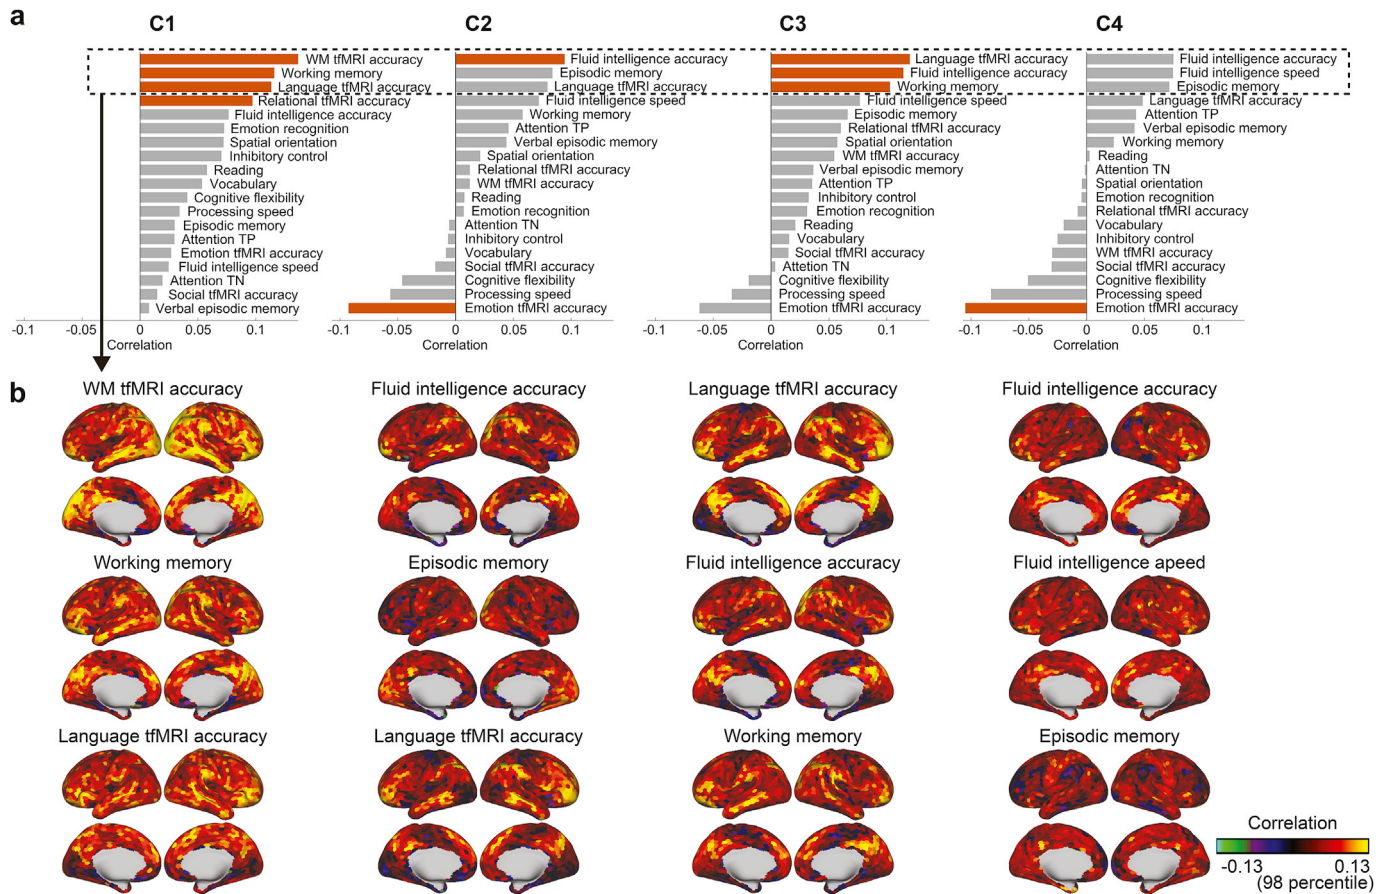 a
C1
C2
C3
C4
WM tfMRI accuracy
Working memory
Language tfMRI accuracy
Relational tfMRI accuracy
Fluid intelligence accuracy
Emotion recognition
Spatial orientation
Inhibitory control
Reading
Vocabulary
Cognitive flexibility
Processing speed
Episodic memory
Attention TP
Emotion tfMRI accuracy
Fluid intelligence speed
Attention TN
Social tfMRI accuracy
Verbal episodic memory
-0.1 -0.05 0 0.05 0.1
Correlation
Fluid intelligence accuracy
Episodic memory
Language tfMRI accuracy
Fluid intelligence speed
Working memory
Attention TP
Verbal episodic memory
Spatial orientation
Relational tfMRI accuracy
WM tfMRI accuracy
Reading
Emotion recognition
Attention TN
Inhibitory control
Vocabulary
Social tfMRI accuracy
Cognitive flexibility
Processing speed
Emotion tfMRI accuracy
-0.1 -0.05 0 0.05 0.1
Correlation
Language tfMRI accuracy
Fluid intelligence accuracy
Working memory
Fluid intelligence speed
Episodic memory
Relational tfMRI accuracy
Spatial orientation
WM tfMRI accuracy
Verbal episodic memory
Attention TP
Inhibitory control
Emotion recognition
Reading
Vocabulary
Social tfMRI accuracy
Attetion TN
Cognitive flexibility
Processing speed
Emotion tfMRI accuracy
-0.1 -0.05 0 0.05 0.1
Correlation
Fluid intelligence accuracy
Fluid intelligence speed
Episodic memory
Language tfMRI accuracy
Attention TP
Verbal episodic memory
Working memory
Reading
Attention TN
Spatial orientation
Emotion recognition
Relational tfMRI accuracy
Vocabulary
Inhibitory control
WM tfMRI accuracy
Social tfMRI accuracy
Cognitive flexibility
Processing speed
Emotion tfMRI accuracy
-0.1 -0.05 0 0.05 0.1
Correlation
b
WM tfMRI accuracy
Fluid intelligence accuracy
Language tfMRI accuracy
Fluid intelligence accuracy
Working memory
Episodic memory
Fluid intelligence accuracy
Fluid intelligence apeed
Language tfMRI accuracy
Language tfMRI accuracy
Working memory
Episodic memory
Correlation
-0.13 0.13
(98 percentile)